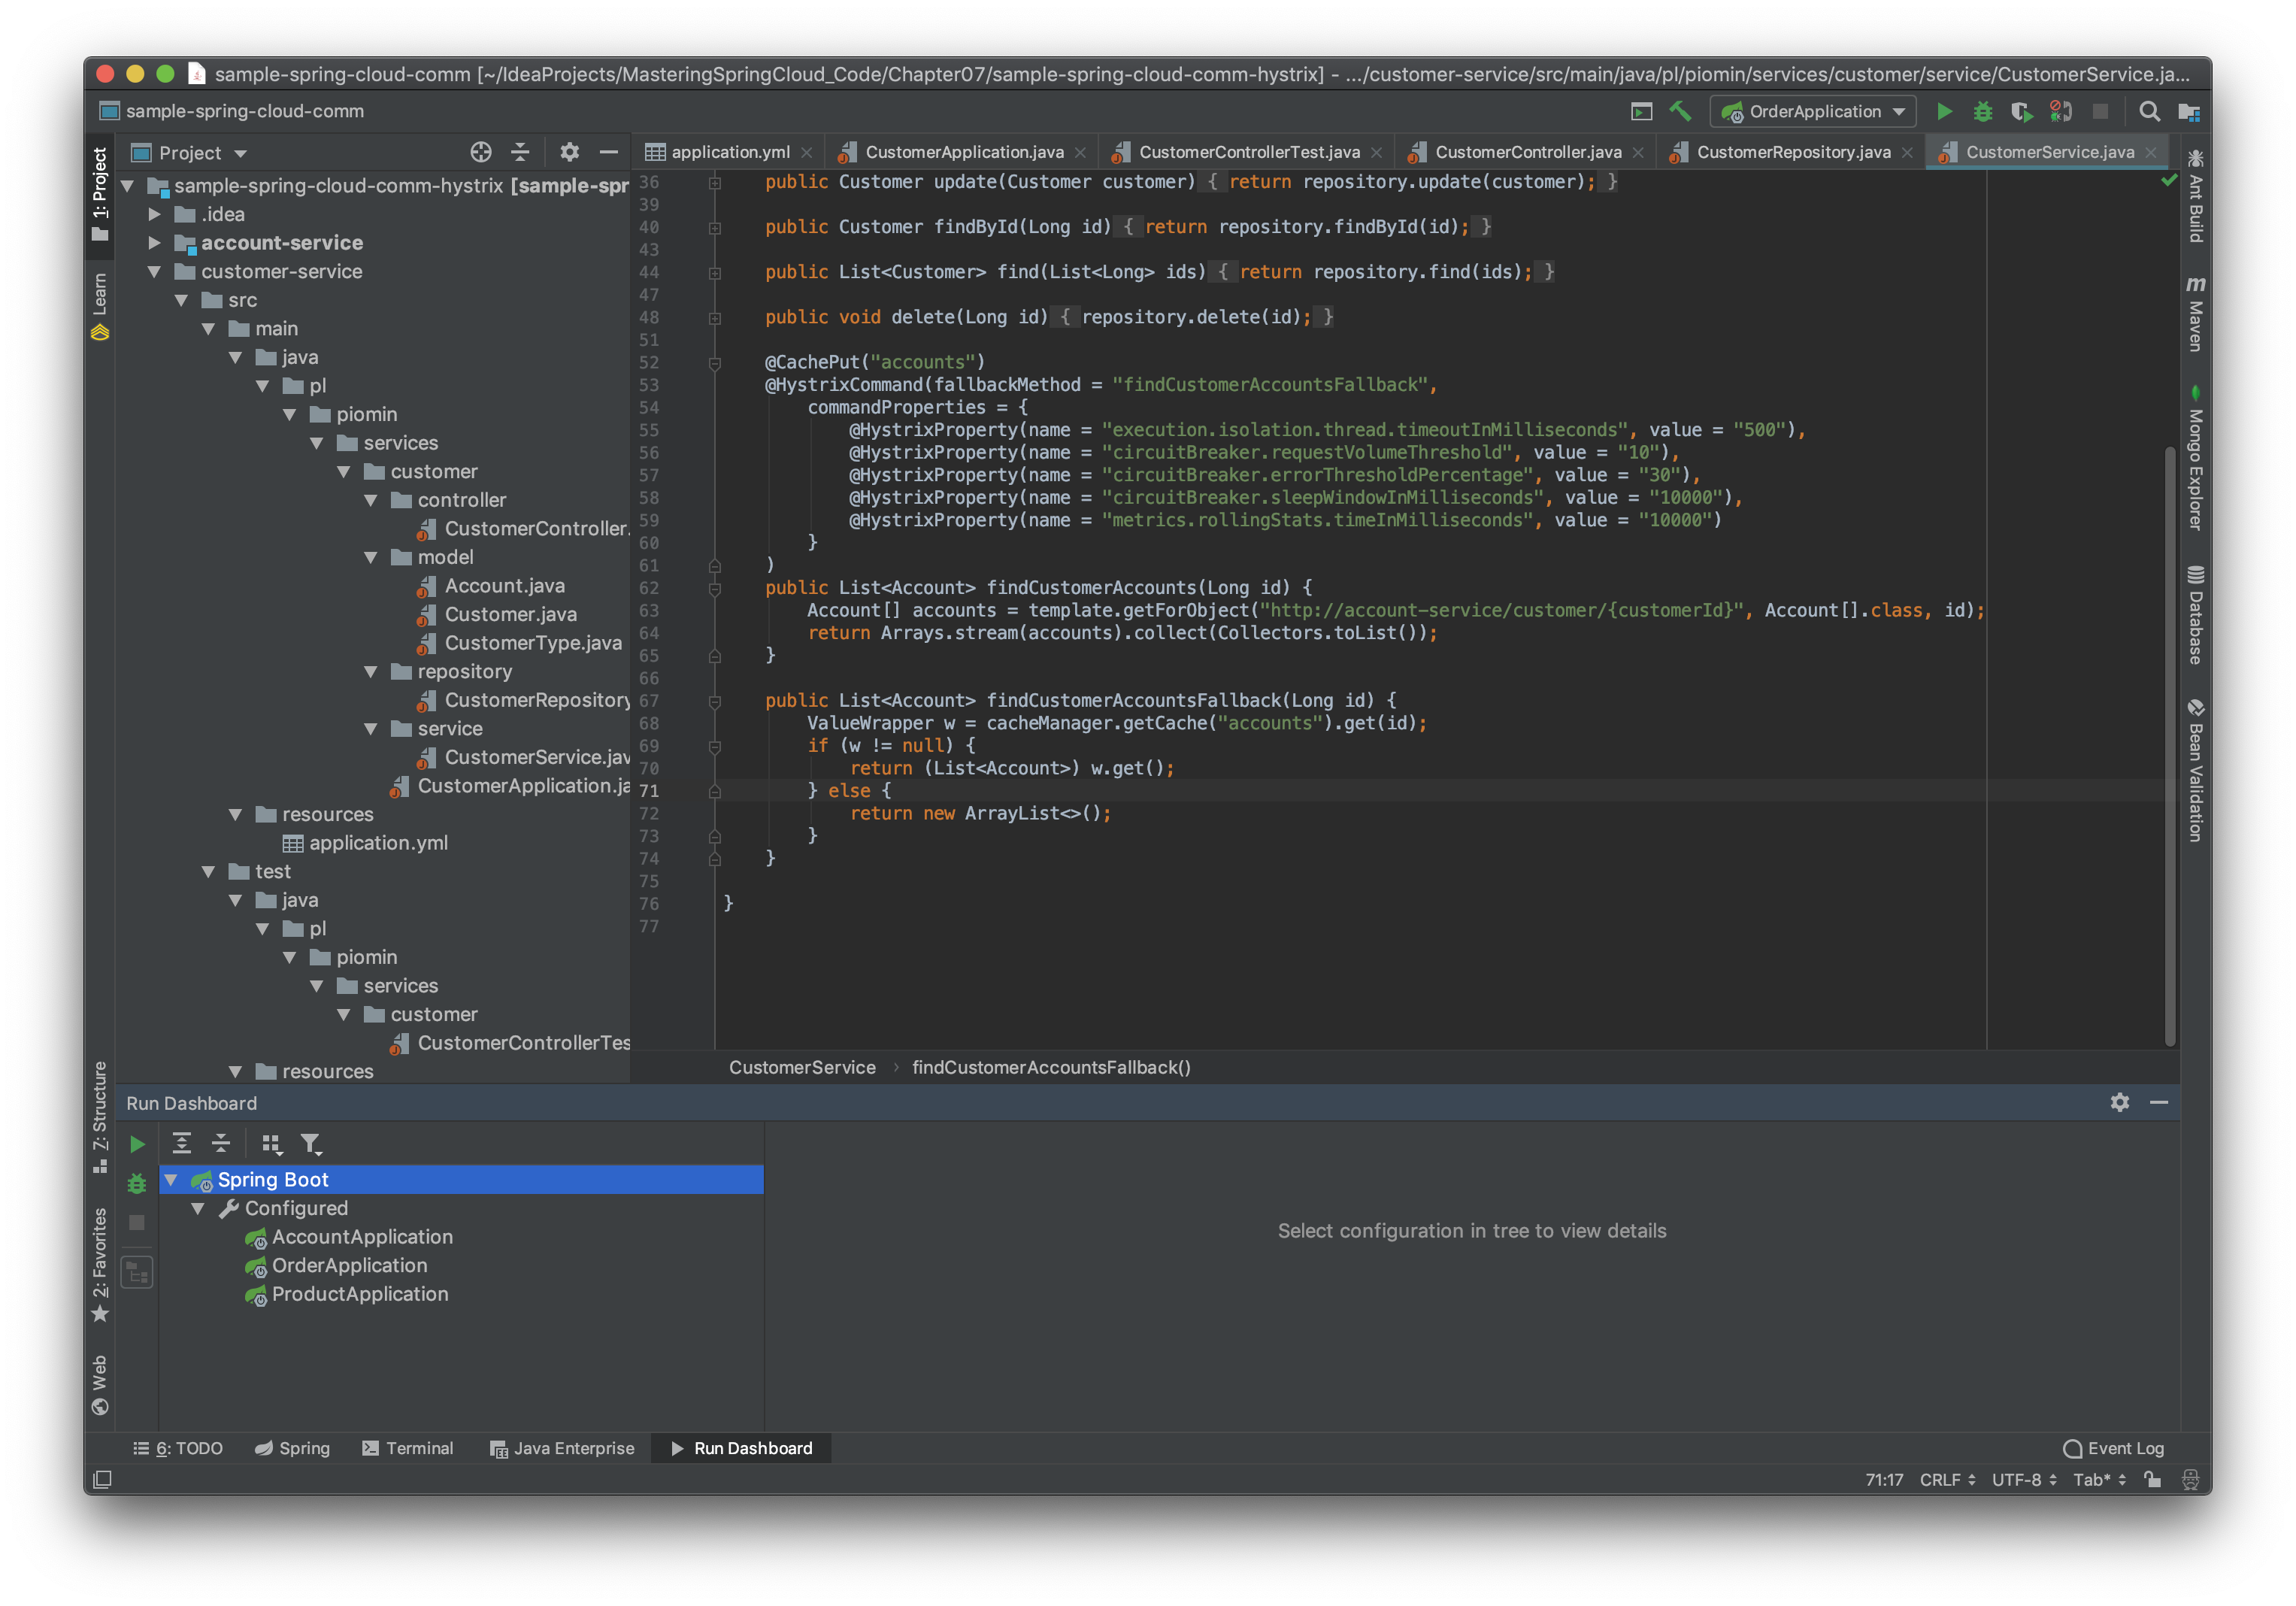 sample-spring-cloud-comm [~/IdeaProjects/MasteringSpringCloud_Code/Chapter07/sample-spring-cloud-comm-hystrix] - .../customer-service/src/main/java/pl/piomin/services/customer/service/CustomerService.ja...
sample-spring-cloud-comm
OrderApplication
1: Project
Learn
7: Structure
2: Favorites
Web
Project
sample-spring-cloud-comm-hystrix [sample-spr
.idea
account-service
customer-service
src
main
java
pl
piomin
services
customer
controller
CustomerController.
model
Account.java
Customer.java
CustomerType.java
repository
CustomerRepository
service
CustomerService.jav
CustomerApplication.ja
resources
application.yml
test
java
pl
piomin
services
customer
CustomerControllerTes
resources
application.yml CustomerApplication.java CustomerControllerTest.java CustomerController.java CustomerRepository.java CustomerService.java
36 public Customer update(Customer customer) { return repository.update(customer); }
39
40 public Customer findById(Long id) { return repository.findById(id); }
43
44 public List<Customer> find(List<Long> ids) { return repository.find(ids); }
47
48 public void delete(Long id) { repository.delete(id); }
51
52 @CachePut("accounts")
53 @HystrixCommand(fallbackMethod = "findCustomerAccountsFallback",
54 commandProperties = {
55 @HystrixProperty(name = "execution.isolation.thread.timeoutInMilliseconds", value = "500"),
56 @HystrixProperty(name = "circuitBreaker.requestVolumeThreshold", value = "10"),
57 @HystrixProperty(name = "circuitBreaker.errorThresholdPercentage", value = "30"),
58 @HystrixProperty(name = "circuitBreaker.sleepWindowInMilliseconds", value = "10000"),
59 @HystrixProperty(name = "metrics.rollingStats.timeInMilliseconds", value = "10000")
60 }
61 )
62 public List<Account> findCustomerAccounts(Long id) {
63 Account[] accounts = template.getForObject("http://account-service/customer/{customerId}", Account[].class, id);
64 return Arrays.stream(accounts).collect(Collectors.toList());
65 }
66
67 public List<Account> findCustomerAccountsFallback(Long id) {
68 ValueWrapper w = cacheManager.getCache("accounts").get(id);
69 if (w != null) {
70 return (List<Account>) w.get();
71 } else {
72 return new ArrayList<>();
73 }
74 }
75
76 }
77
CustomerService › findCustomerAccountsFallback()
Ant Build
m Maven
Mongo Explorer
Database
Bean Validation
Run Dashboard
Spring Boot
Configured
AccountApplication
OrderApplication
ProductApplication
Select configuration in tree to view details
6: TODO Spring Terminal Java Enterprise Run Dashboard Event Log
71:17 CRLF UTF-8 Tab*